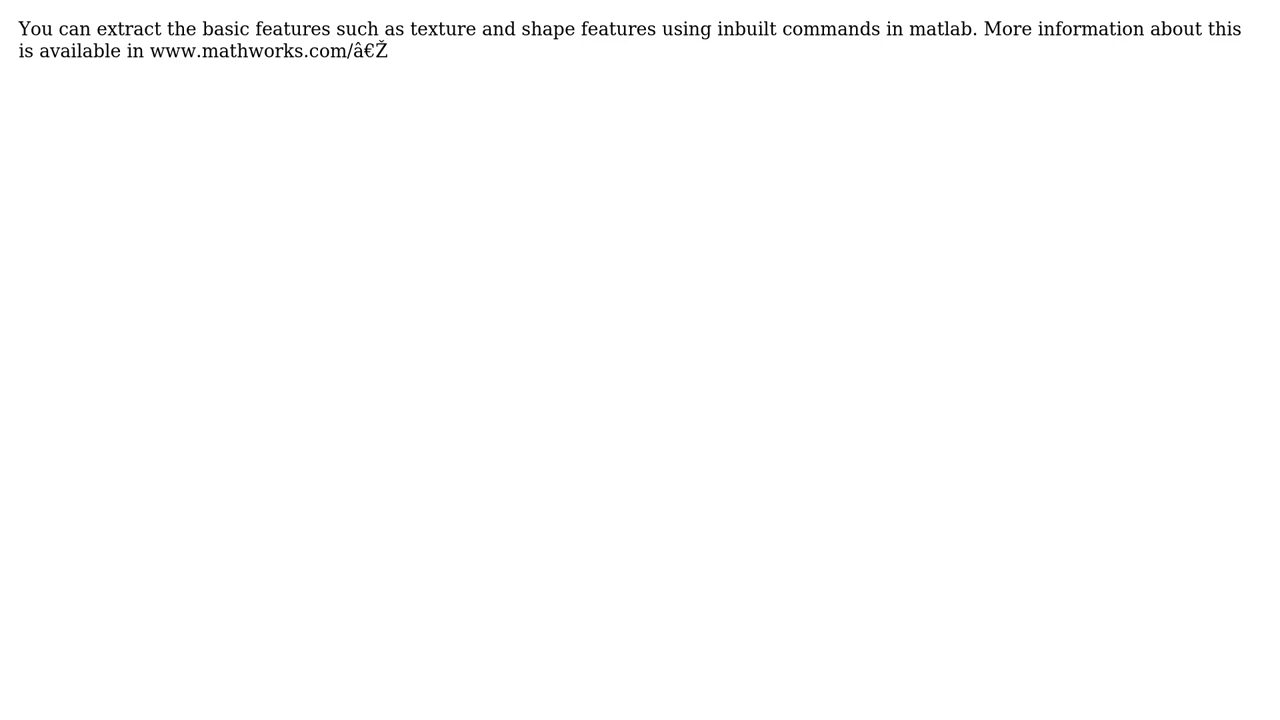 You can extract the basic features such as texture and shape features using inbuilt commands in matlab. More information about this
is available in www.mathworks.com/â€Ž